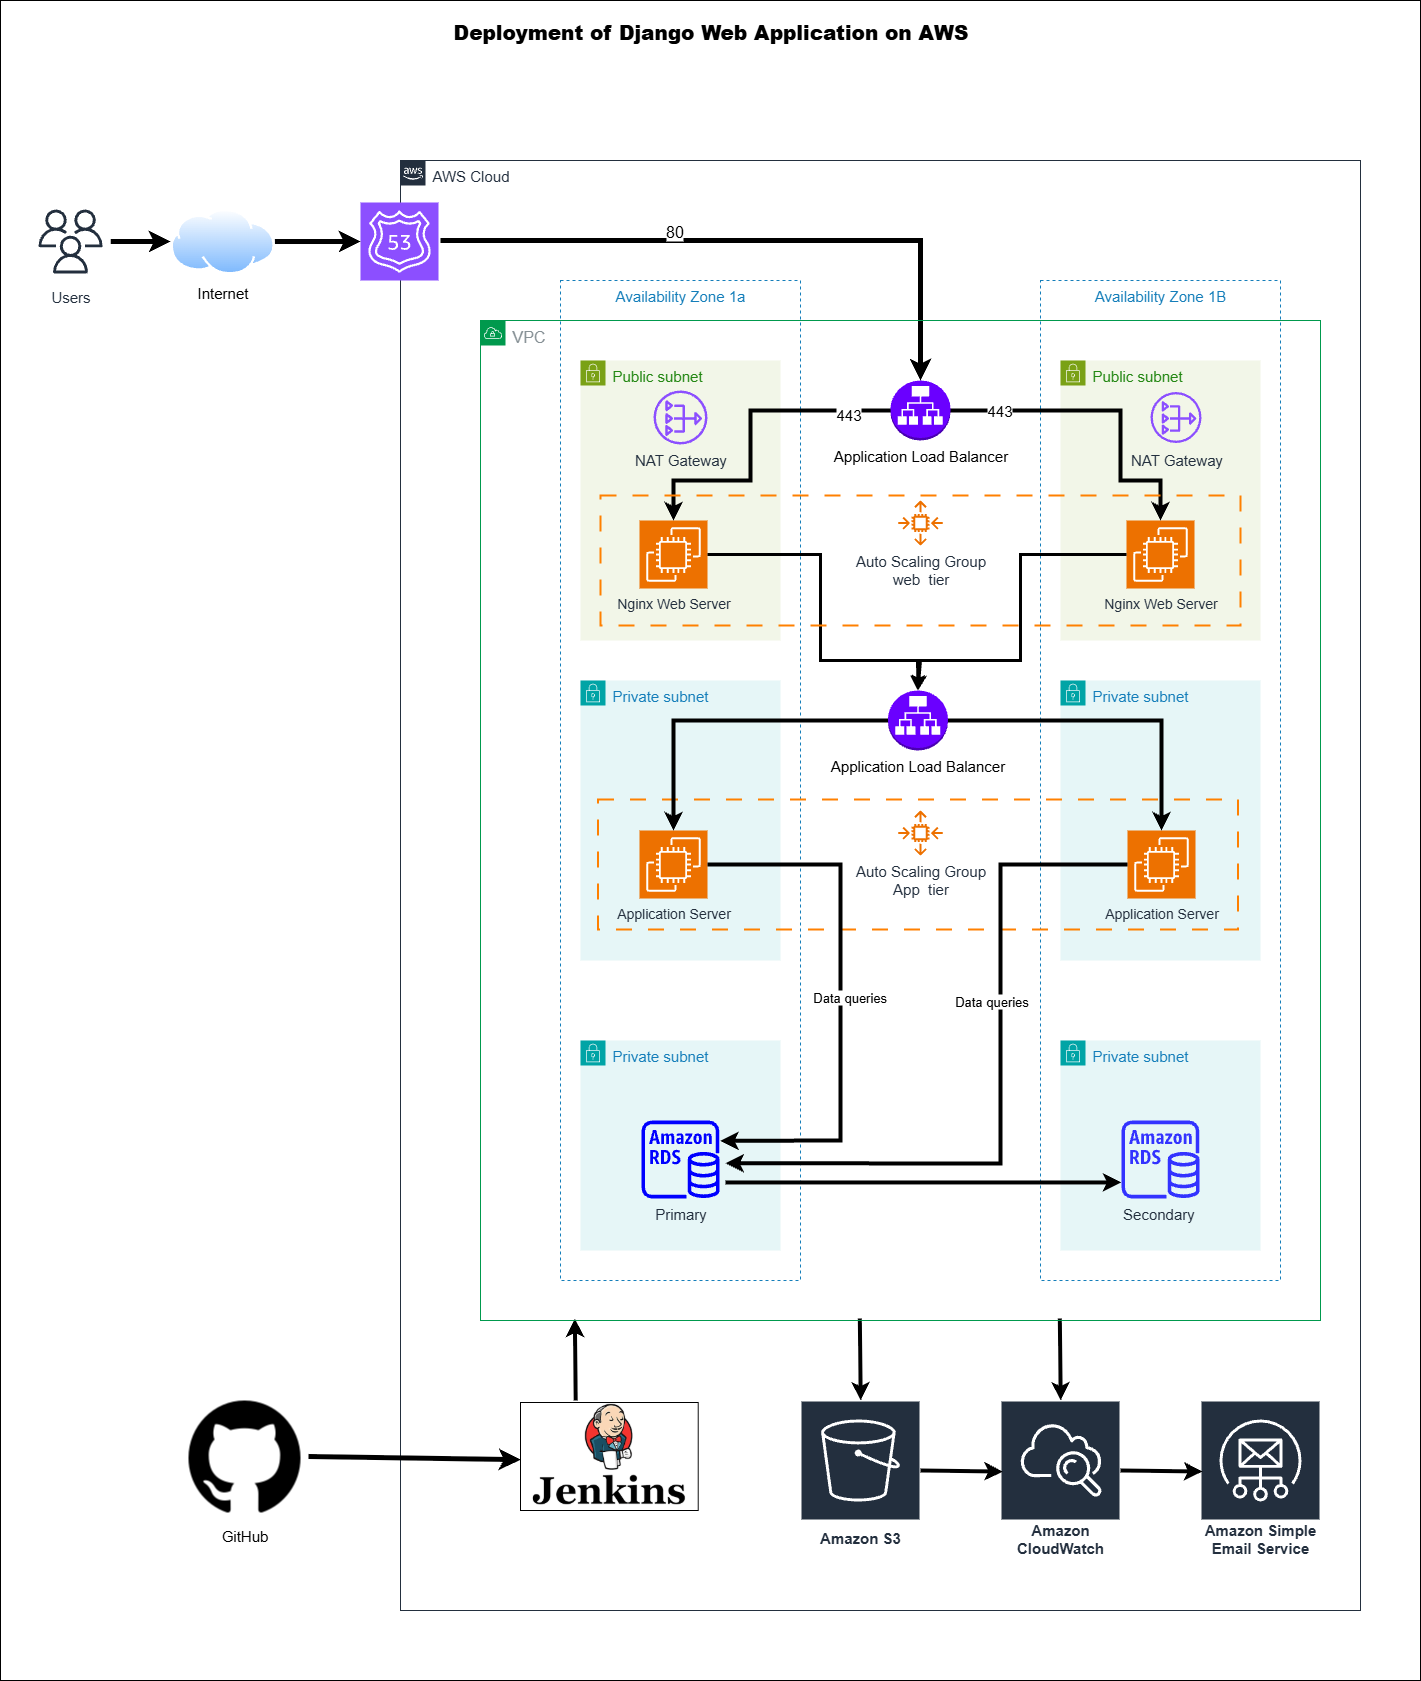 Deployment of Django Web Application on AWS
aws
AWS Cloud
53
80
Users
Internet
Availability Zone 1a
Availability Zone 1B
VPC
Public subnet
Public subnet
443
443
NAT Gateway
Application Load Balancer
NAT Gateway
Auto Scaling Group
web tier
Nginx Web Server
Nginx Web Server
Private subnet
Private subnet
Application Load Balancer
Auto Scaling Group
App tier
Application Server
Application Server
Data queries
Data queries
Private subnet
Private subnet
Amazon
RDS
Amazon
RDS
Primary
Secondary
Jenkins
GitHub
Amazon S3
Amazon
CloudWatch
Amazon Simple
Email Service